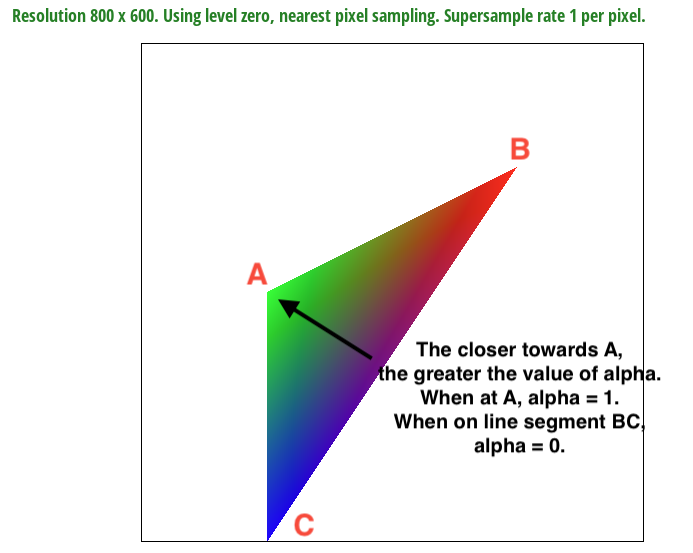 Resolution 800 x 600. Using level zero, nearest pixel sampling. Supersample rate 1 per pixel.
B
A
The closer towards A,
the greater the value of alpha.
When at A, alpha = 1.
When on line segment BC,
alpha = 0.
C